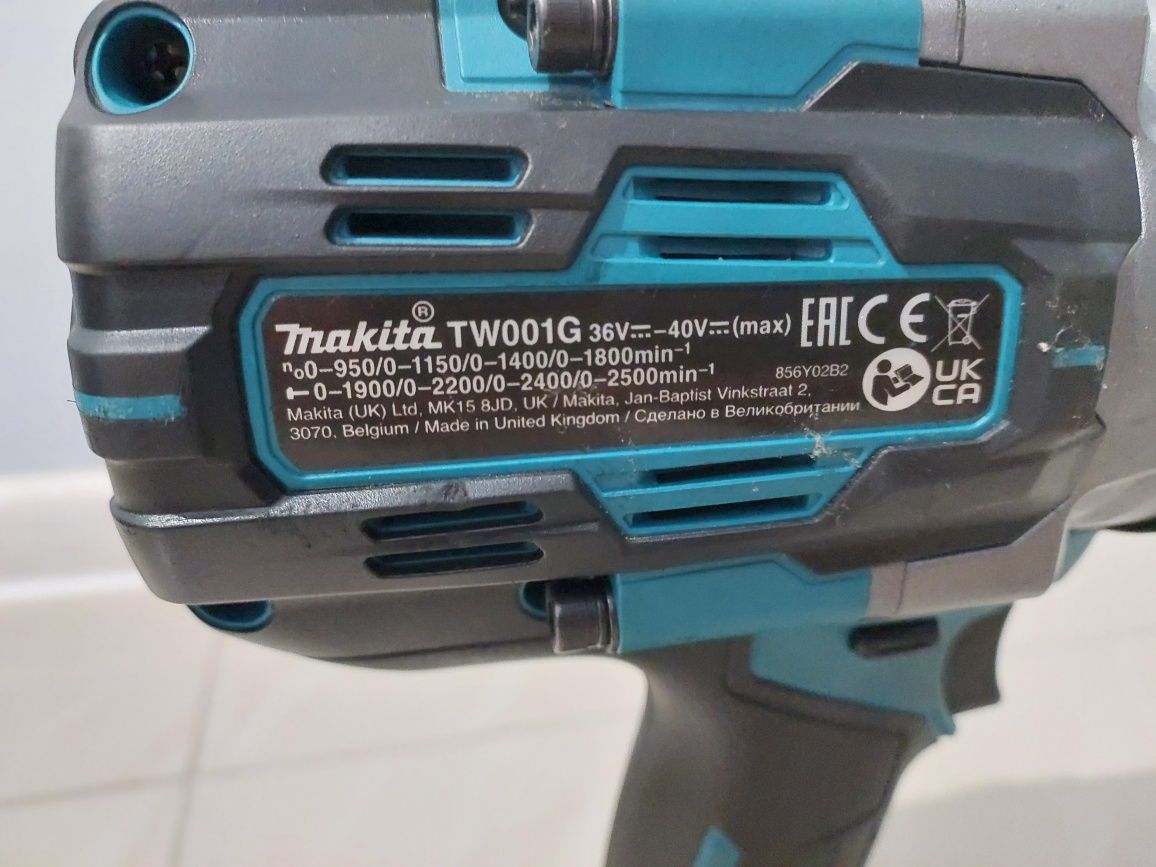 makita® TW001G 36V⎓–40V⎓(max) EAC CE
n₀0–950/0–1150/0–1400/0–1800min⁻¹
0–1900/0–2200/0–2400/0–2500min⁻¹ 856Y02B2 UK CA
Makita (UK) Ltd, MK15 8JD, UK / Makita, Jan-Baptist Vinkstraat 2,
3070, Belgium / Made in United Kingdom / Сделано в Великобритании